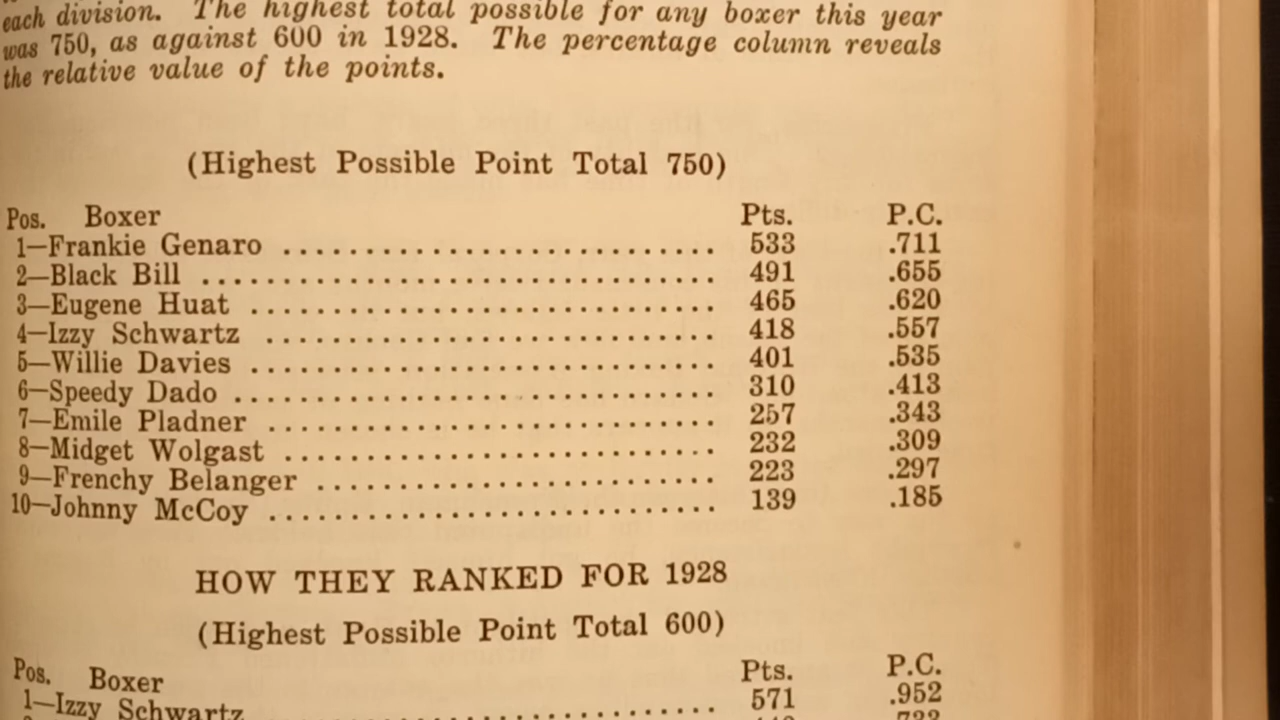 each division. The highest total possible for any boxer this year
was 750, as against 600 in 1928. The percentage column reveals
the relative value of the points.
(Highest Possible Point Total 750)
Pos. Boxer Pts. P.C.
1—Frankie Genaro ........................... 533 .711
2—Black Bill ................................ 491 .655
3—Eugene Huat ............................. 465 .620
4—Izzy Schwartz ............................ 418 .557
5—Willie Davies ............................. 401 .535
6—Speedy Dado .............................. 310 .413
7—Emile Pladner ............................ 257 .343
8—Midget Wolgast ........................... 232 .309
9—Frenchy Belanger ......................... 223 .297
10—Johnny McCoy ............................ 139 .185
HOW THEY RANKED FOR 1928
(Highest Possible Point Total 600)
Pos. Boxer Pts. P.C.
1—Izzy Schwartz ............................ 571 .952